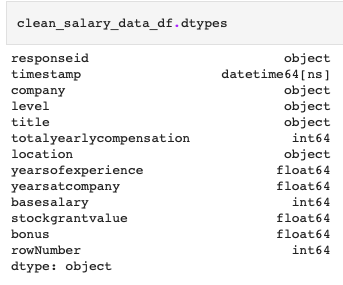 clean_salary_data_df.dtypes
responseid object
timestamp datetime64[ns]
company object
level object
title object
totalyearlycompensation int64
location object
yearsofexperience float64
yearsatcompany float64
basesalary int64
stockgrantvalue float64
bonus float64
rowNumber int64
dtype: object